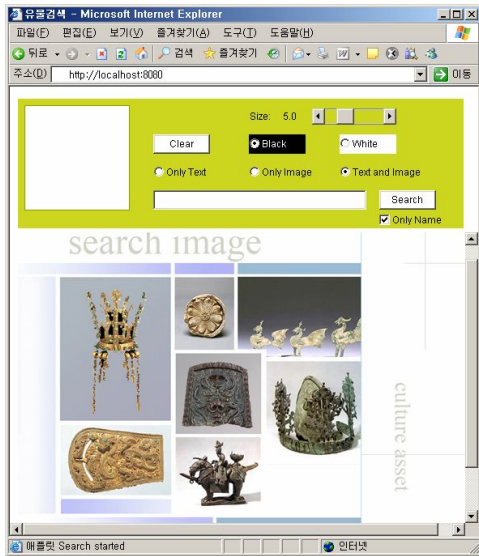 유물검색 - Microsoft Internet Explorer
파일(F) 편집(E) 보기(V) 즐겨찾기(A) 도구(T) 도움말(H)
뒤로 검색 즐겨찾기
주소(D) http://localhost:8080 이동
Size: 5.0
Clear Black White
Only Text Only Image Text and Image
Search
Only Name
search image
culture asset
애플릿 Search started 인터넷